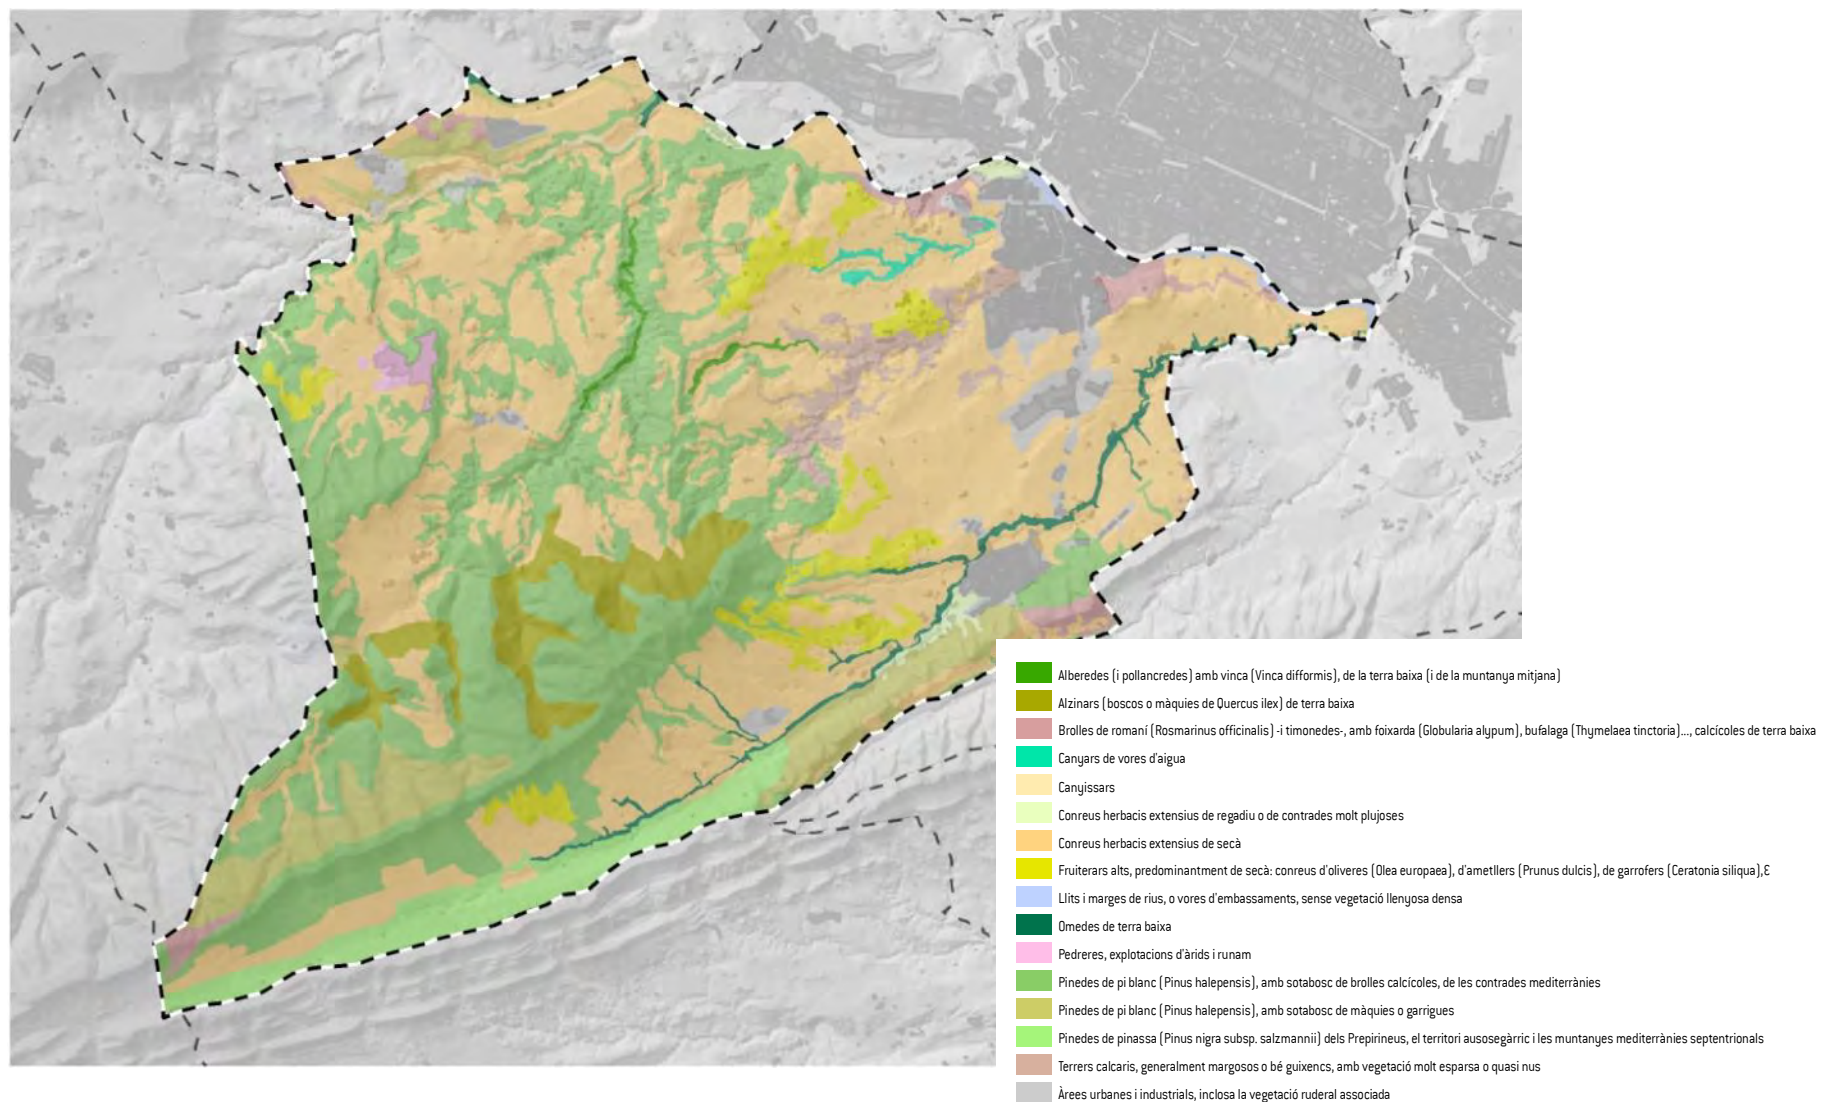 Alberedes (i pollancredes) amb vinca (Vinca difformis), de la terra baixa (i de la muntanya mitjana)
Alzinars (boscos o màquies de Quercus ilex) de terra baixa
Brolles de romaní (Rosmarinus officinalis) -i timonedes-, amb foixarda (Globularia alypum), bufalaga (Thymelaea tinctoria)..., calcícoles de terra baixa
Canyars de vores d'aigua
Canyissars
Conreus herbacis extensius de regadiu o de contrades molt plujoses
Conreus herbacis extensius de secà
Fruiterars alts, predominantment de secà: conreus d'oliveres (Olea europaea), d'ametllers (Prunus dulcis), de garrofers (Ceratonia siliqua),£
Llits i marges de rius, o vores d'embassaments, sense vegetació llenyosa densa
Omedes de terra baixa
Pedreres, explotacions d'àrids i runam
Pinedes de pi blanc (Pinus halepensis), amb sotabosc de brolles calcícoles, de les contrades mediterrànies
Pinedes de pi blanc (Pinus halepensis), amb sotabosc de màquies o garrigues
Pinedes de pinassa (Pinus nigra subsp. salzmannii) dels Prepirineus, el territori ausosegàrric i les muntanyes mediterrànies septentrionals
Terrers calcaris, generalment margosos o bé guixencs, amb vegetació molt esparsa o quasi nus
Àrees urbanes i industrials, inclosa la vegetació ruderal associada